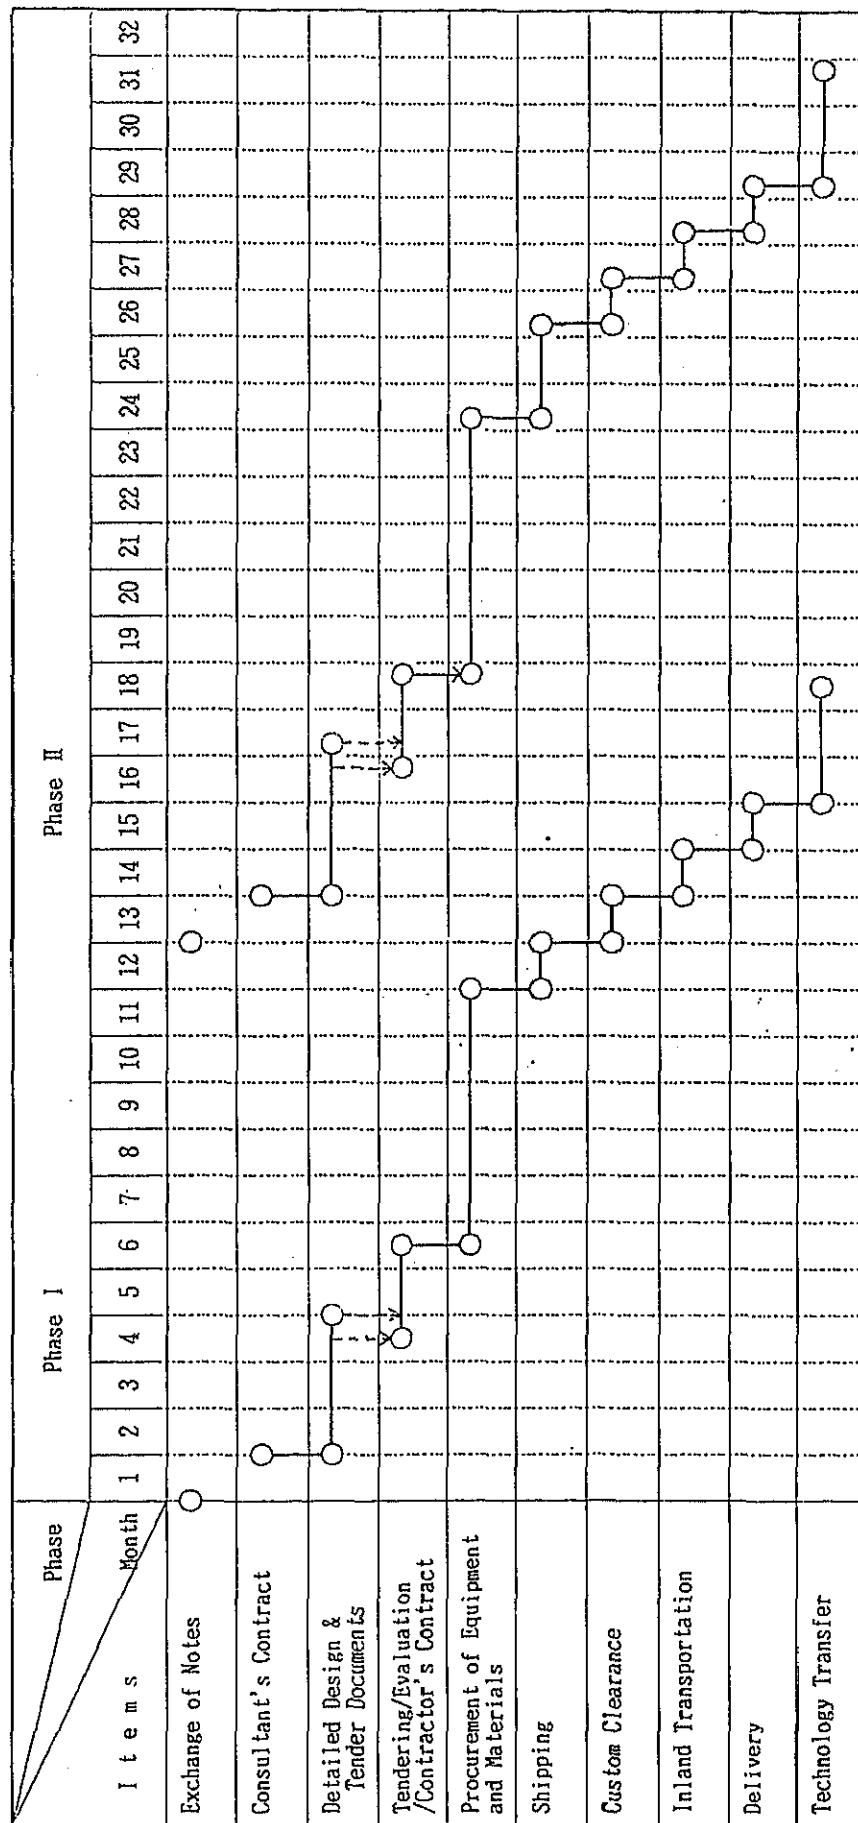 Phase
Phase I
Phase II
Items
Month
1 2 3 4 5 6 7 8 9 10 11 12 13 14 15 16 17 18 19 20 21 22 23 24 25 26 27 28 29 30 31 32
Exchange of Notes
Consultant's Contract
Detailed Design &
Tender Documents
Tendering/Evaluation
/Contractor's Contract
Procurement of Equipment
and Materials
Shipping
Custom Clearance
Inland Transportation
Delivery
Technology Transfer